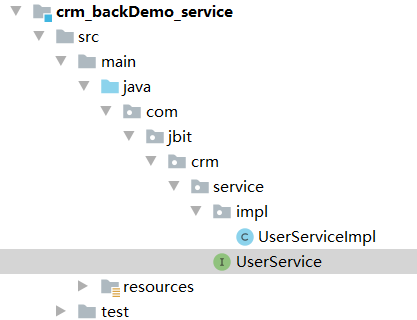 crm_backDemo_service
src
main
java
com
jbit
crm
service
impl
UserServiceImpl
UserService
resources
test